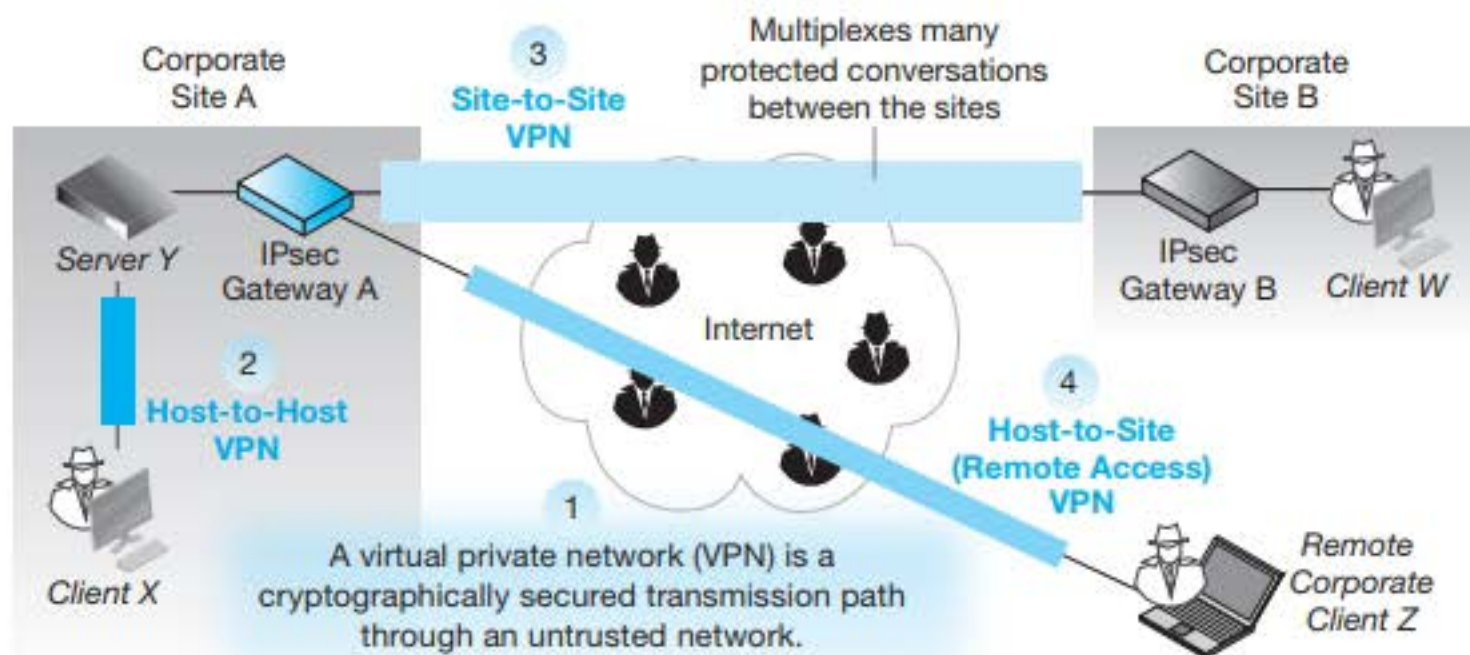 Corporate
Site A
3
Site-to-Site
VPN
Multiplexes many
protected conversations
between the sites
Corporate
Site B
Server Y
IPsec
Gateway A
IPsec
Gateway B
Client W
Internet
2
Host-to-Host
VPN
4
Host-to-Site
(Remote Access)
VPN
Client X
1
A virtual private network (VPN) is a
cryptographically secured transmission path
through an untrusted network.
Remote
Corporate
Client Z